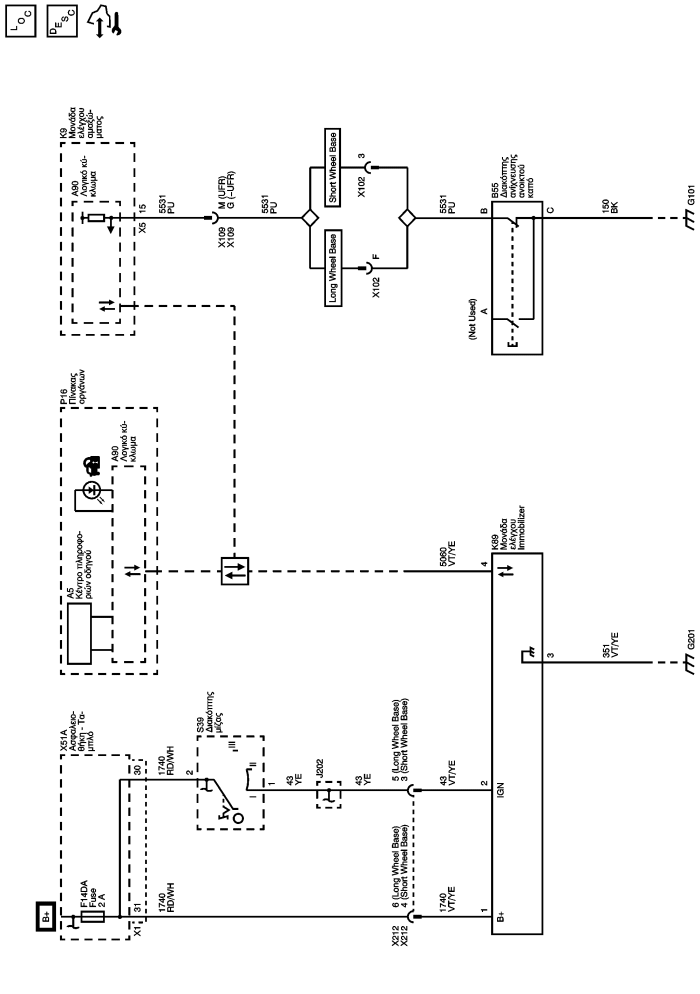 LOC
DESC
B+
F14DA
Fuse
2 A
X51A
Ασφαλειο-
θήκη - Τα-
μπλό
X1
31
30
1740
RD/WH
1740
RD/WH
2
S39
Διακόπτης
μίζας
III
II
I
1
43
YE
J202
43
YE
X212
X212
6 (Long Wheel Base)
4 (Short Wheel Base)
5 (Long Wheel Base)
3 (Short Wheel Base)
1740
VT/YE
43
VT/YE
1
2
B+
IGN
P16
Πίνακας
οργάνων
A5
Κέντρο πληροφο-
ριών οδηγού
A90
Λογικό κύ-
κλωμα
5060
VT/YE
4
K89
Μονάδα
ελέγχου
Immobilizer
3
351
VT/YE
G201
K9
Μονάδα
ελέγχου
αμαξώ-
ματος
A90
Λογικό κύ-
κλωμα
X5
15
5531
PU
X109
X109
M (UFR)
G (−UFR)
5531
PU
Long Wheel Base
Short Wheel Base
X102
F
X102
3
5531
PU
(Not Used)
A
B
B55
Διακόπτης
ανίχνευσης
ανοικτού
καπό
C
150
BK
G101